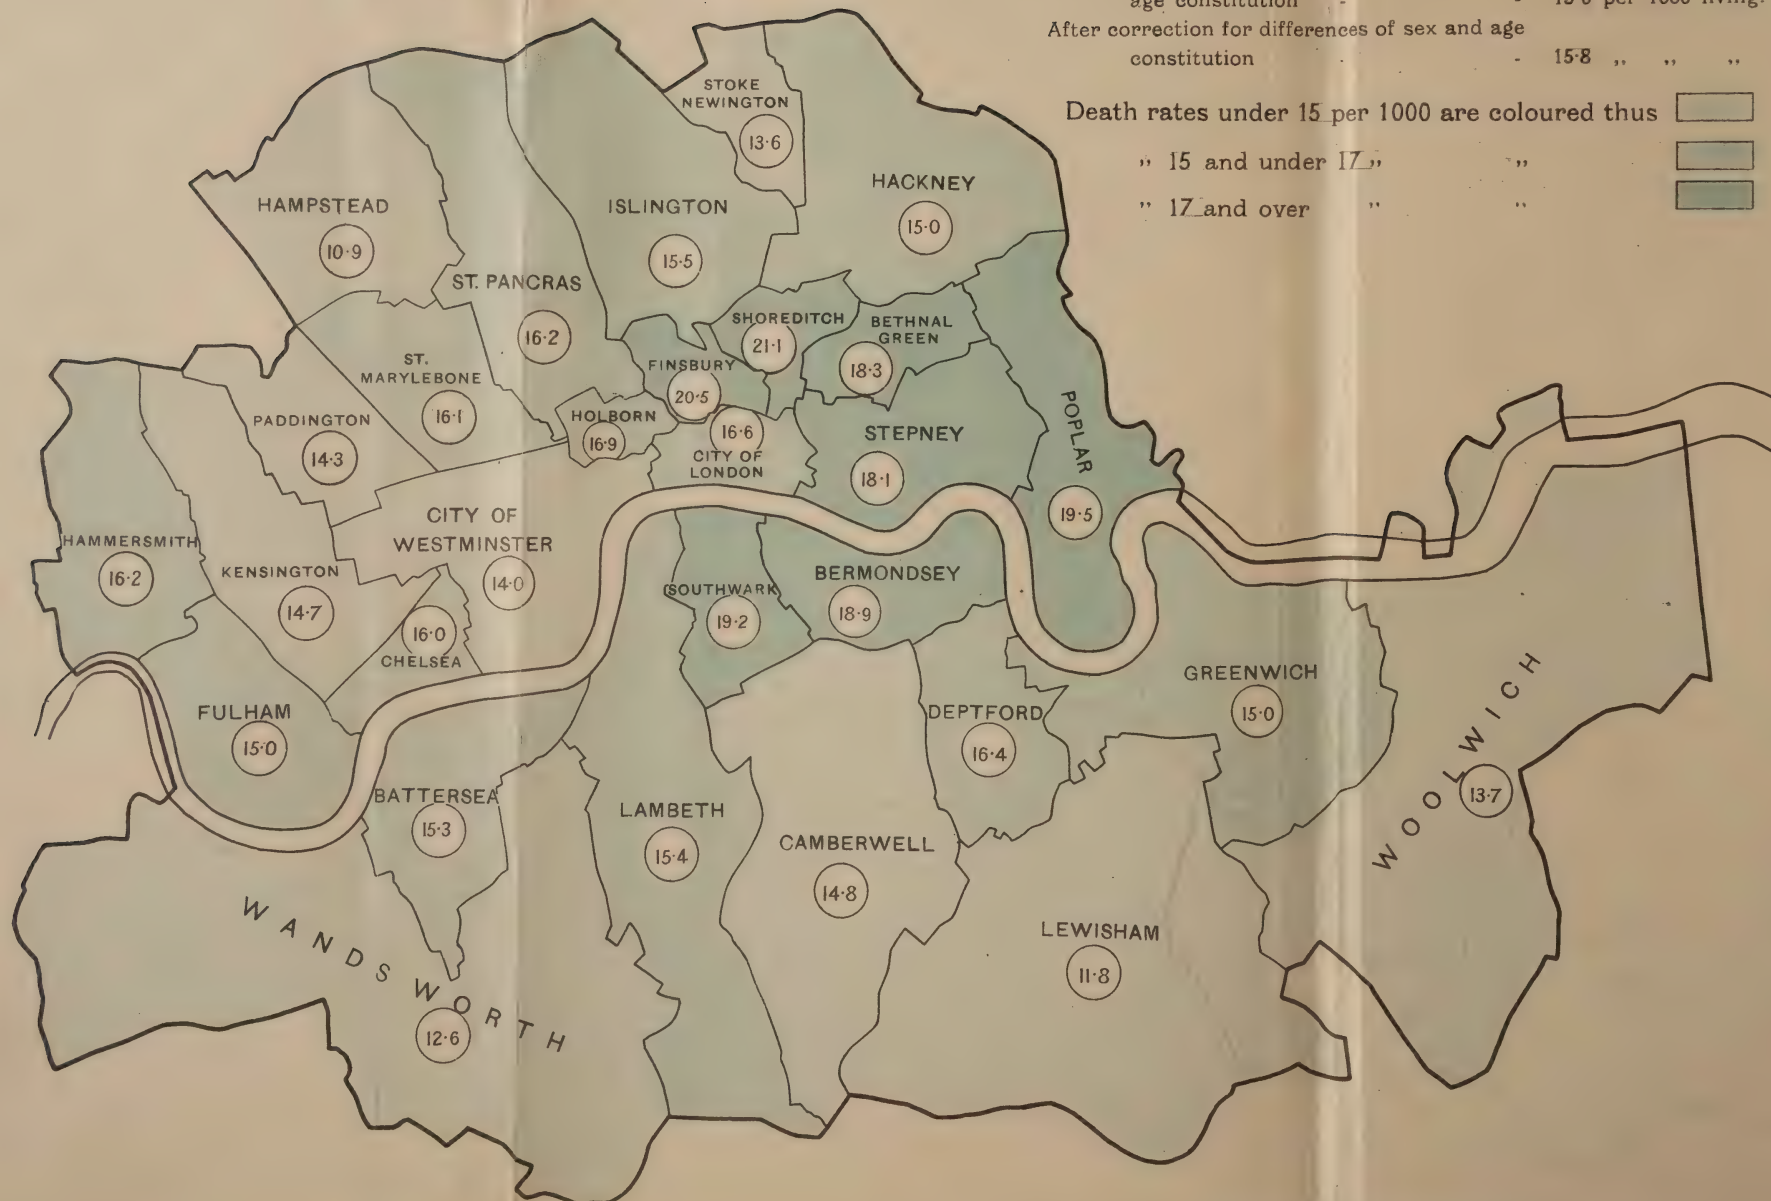 age constitution - - per 1000 living.
After correction for differences of sex and age
constitution - - 15·8 „ „ „
Death rates under 15 per 1000 are coloured thus
„ 15 and under 17 „ „
„ 17 and over „ „
STOKE
NEWINGTON
13·6
HACKNEY
15·0
HAMPSTEAD
10·9
ISLINGTON
15·5
ST. PANCRAS
16·2
SHOREDITCH
21·1
BETHNAL
GREEN
18·3
FINSBURY
20·5
ST.
MARYLEBONE
16·1
PADDINGTON
14·3
HOLBORN
16·9
16·6
CITY OF
LONDON
STEPNEY
18·1
POPLAR
19·5
HAMMERSMITH
16·2
KENSINGTON
14·7
CITY OF
WESTMINSTER
14·0
16·0
CHELSEA
SOUTHWARK
19·2
BERMONDSEY
18·9
FULHAM
15·0
DEPTFORD
16·4
GREENWICH
15·0
WOOLWICH
13·7
BATTERSEA
15·3
LAMBETH
15·4
CAMBERWELL
14·8
LEWISHAM
11·8
WANDSWORTH
12·6